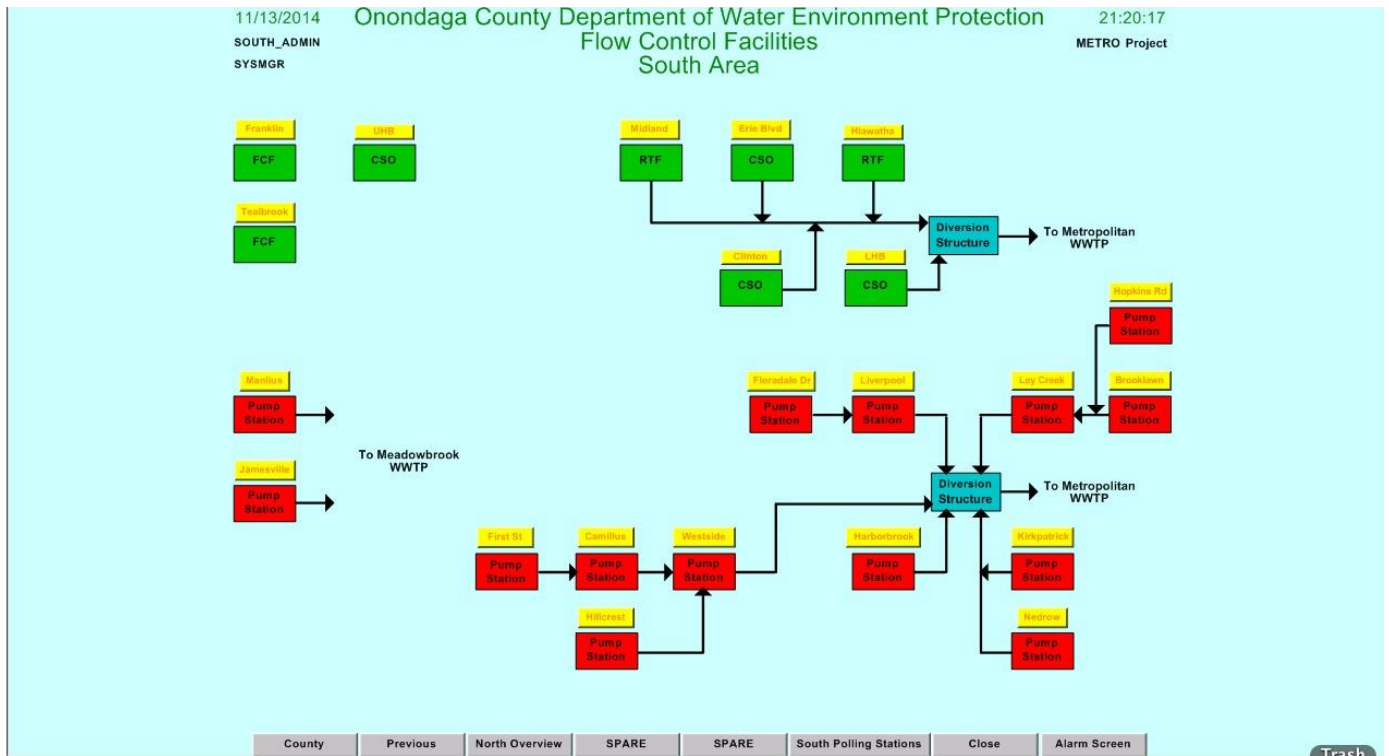 11/13/2014
Onondaga County Department of Water Environment Protection
21:20:17
SOUTH_ADMIN
Flow Control Facilities
METRO Project
SYSMGR
South Area
Franklin
UHB
Midland
Erie Blvd
Hiawatha
FCF
CSO
RTF
CSO
RTF
Tealbrook
FCF
Diversion
Structure
To Metropolitan
WWTP
Clinton
LHB
CSO
CSO
Hopkins Rd
Pump
Station
Manlius
Floradale Dr
Liverpool
Ley Creek
Brooklawn
Pump
Station
Pump
Station
Pump
Station
Pump
Station
Pump
Station
To Meadowbrook
WWTP
Jamesville
Pump
Station
Diversion
Structure
To Metropolitan
WWTP
First St
Camillus
Westside
Harborbrook
Kirkpatrick
Pump
Station
Pump
Station
Pump
Station
Pump
Station
Pump
Station
Hillcrest
Nedrow
Pump
Station
Pump
Station
County
Previous
North Overview
SPARE
SPARE
South Polling Stations
Close
Alarm Screen
Trash